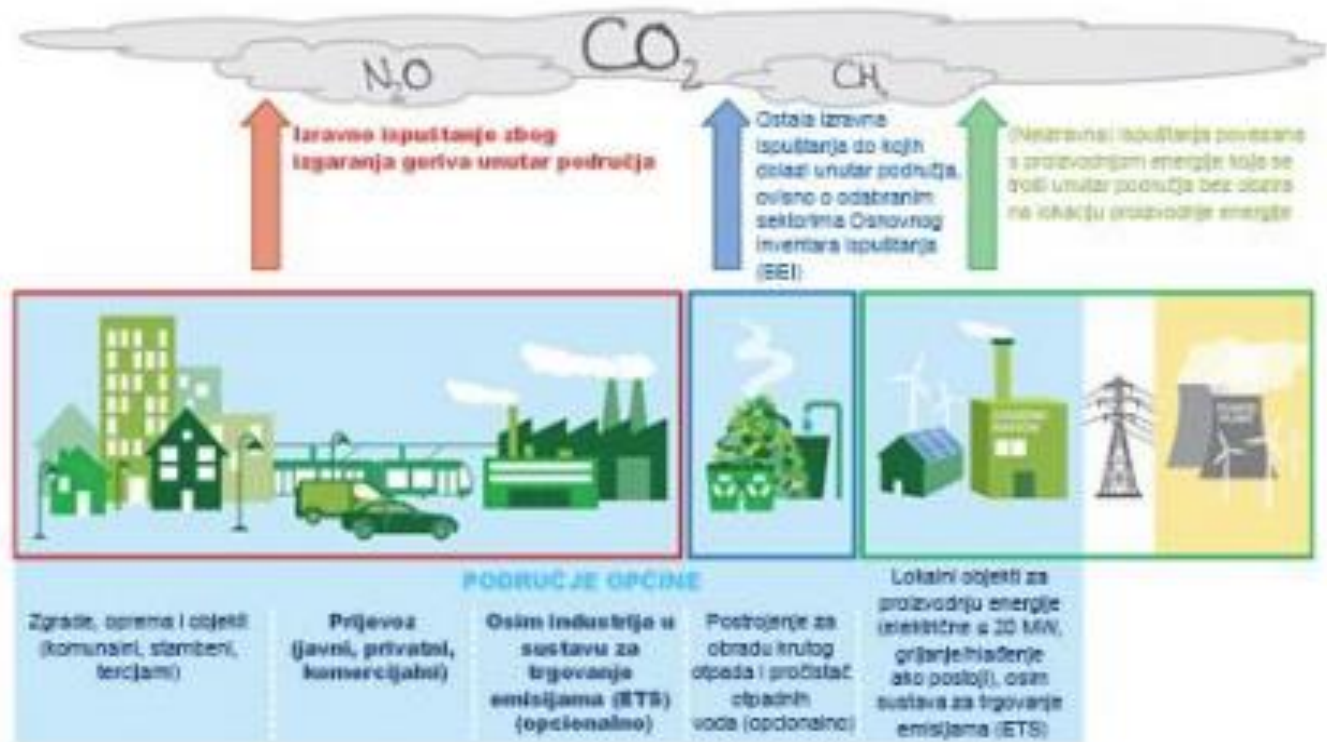 CO₂
N₂O
CH₄
Izravno ispuštanje zbog
izgaranja goriva unutar područja
Ostala izravna
ispuštanja do kojih
dolazi unutar područja,
ovisno o odabranim
sektorima Osnovnog
inventara ispuštanja
(BEI)
(Neizravna) ispuštanja povezana
s proizvodnjom energije koja se
troši unutar područja bez obzira
na lokaciju proizvodnje energije
PODRUČJE OPĆINE
Zgrade, oprema i objekti
(komunalni, stambeni,
tercijarni)
Prijevoz
(javni, privatni,
komercijalni)
Osim industrija u
sustavu za
trgovanje
emisijama (ETS)
(opcionalno)
Postrojenje za
obradu krutog
otpada i pročistač
otpadnih
voda (opcionalno)
Lokalni objekti za
proizvodnju energije
(električne ≤ 20 MW,
grijanje/hlađenje
ako postoji), osim
sustava za trgovanje
emisijama (ETS)